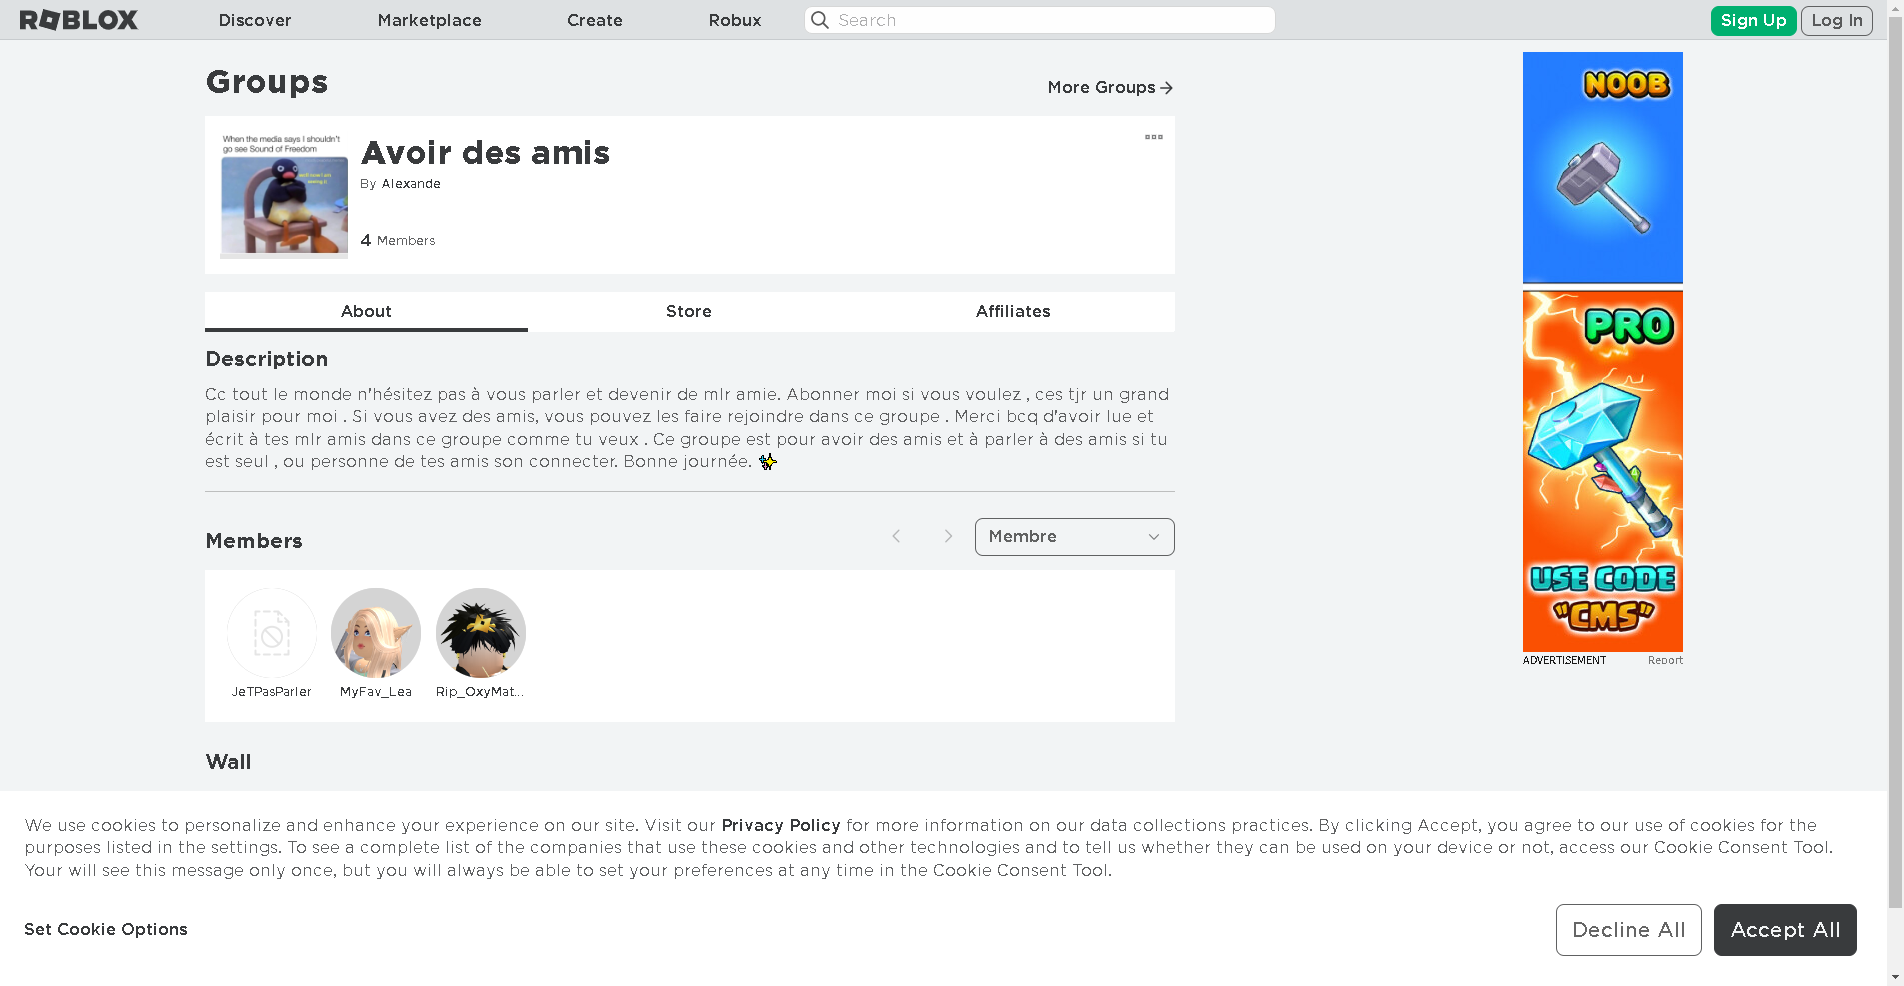 ROBLOX
Discover
Marketplace
Create
Robux
Search
Sign Up
Log In
Groups
More Groups
When the media says I shouldn't
go see Sound of Freedom
Avoir des amis
By Alexande
4 Members
About
Store
Affiliates
Description
Cc tout le monde n'hésitez pas à vous parler et devenir de mlr amie. Abonner moi si vous voulez , ces tjr un grand
plaisir pour moi . Si vous avez des amis, vous pouvez les faire rejoindre dans ce groupe . Merci bcq d'avoir lue et
écrit à tes mlr amis dans ce groupe comme tu veux . Ce groupe est pour avoir des amis et à parler à des amis si tu
est seul , ou personne de tes amis son connecter. Bonne journée. ✨
Members
Membre
JeTPasParler
MyFav_Lea
Rip_OxyMat...
Wall
NOOB
PRO
USE CODE
"CMS"
ADVERTISEMENT
Report
We use cookies to personalize and enhance your experience on our site. Visit our Privacy Policy for more information on our data collections practices. By clicking Accept, you agree to our use of cookies for the
purposes listed in the settings. To see a complete list of the companies that use these cookies and other technologies and to tell us whether they can be used on your device or not, access our Cookie Consent Tool.
Your will see this message only once, but you will always be able to set your preferences at any time in the Cookie Consent Tool.
Set Cookie Options
Decline All
Accept All